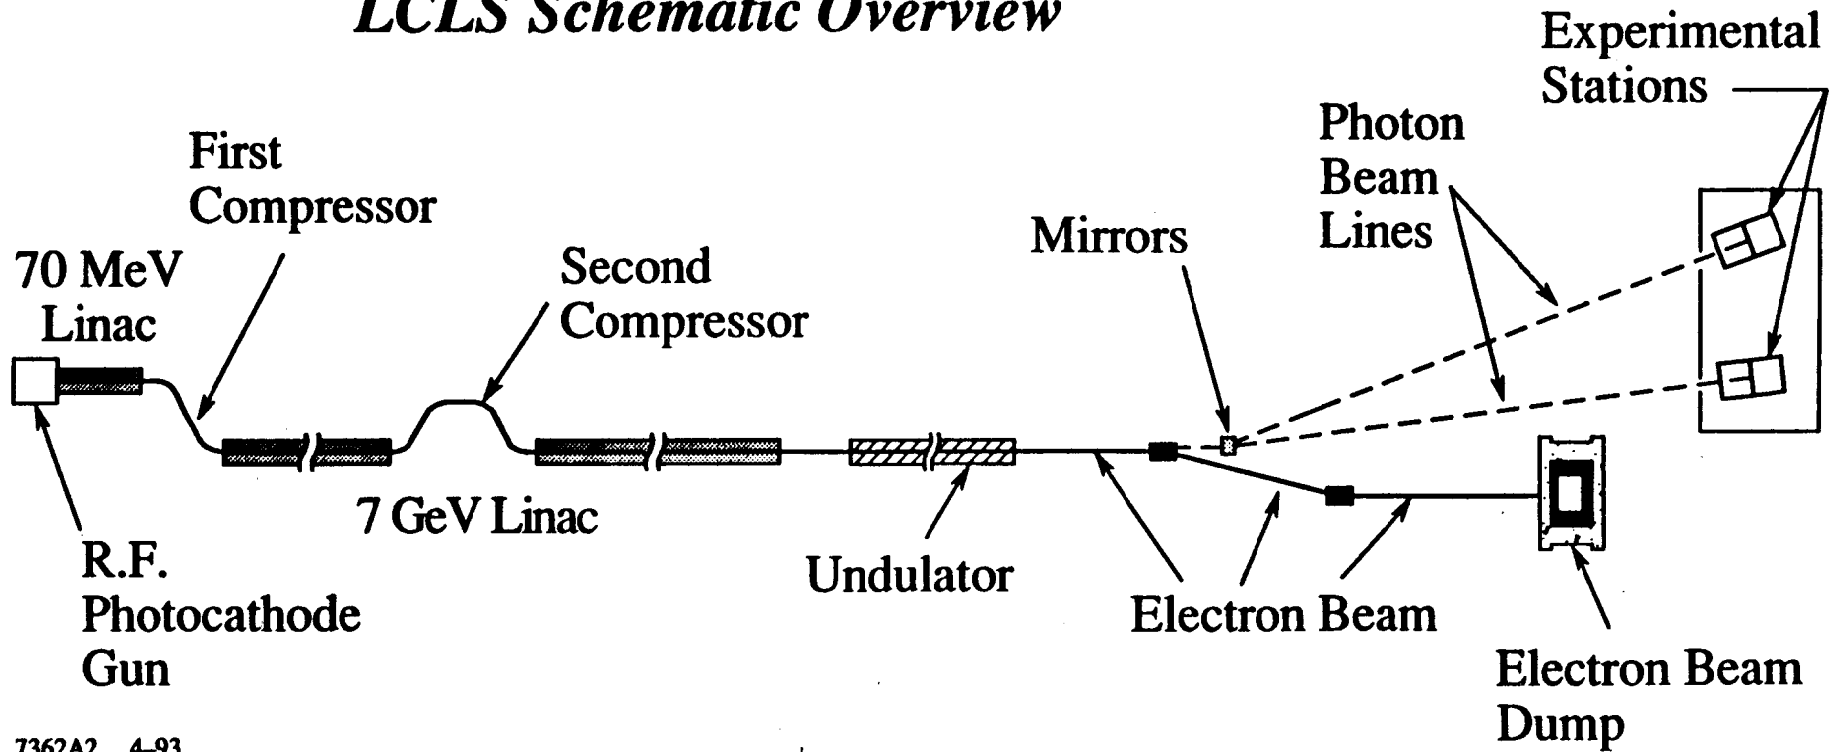 LCLS Schematic Overview
Experimental
Stations
Photon
Beam
Lines
First
Compressor
Mirrors
70 MeV
Linac
Second
Compressor
7 GeV Linac
R.F.
Photocathode
Gun
Undulator
Electron Beam
Electron Beam
Dump
7362A2 4–93